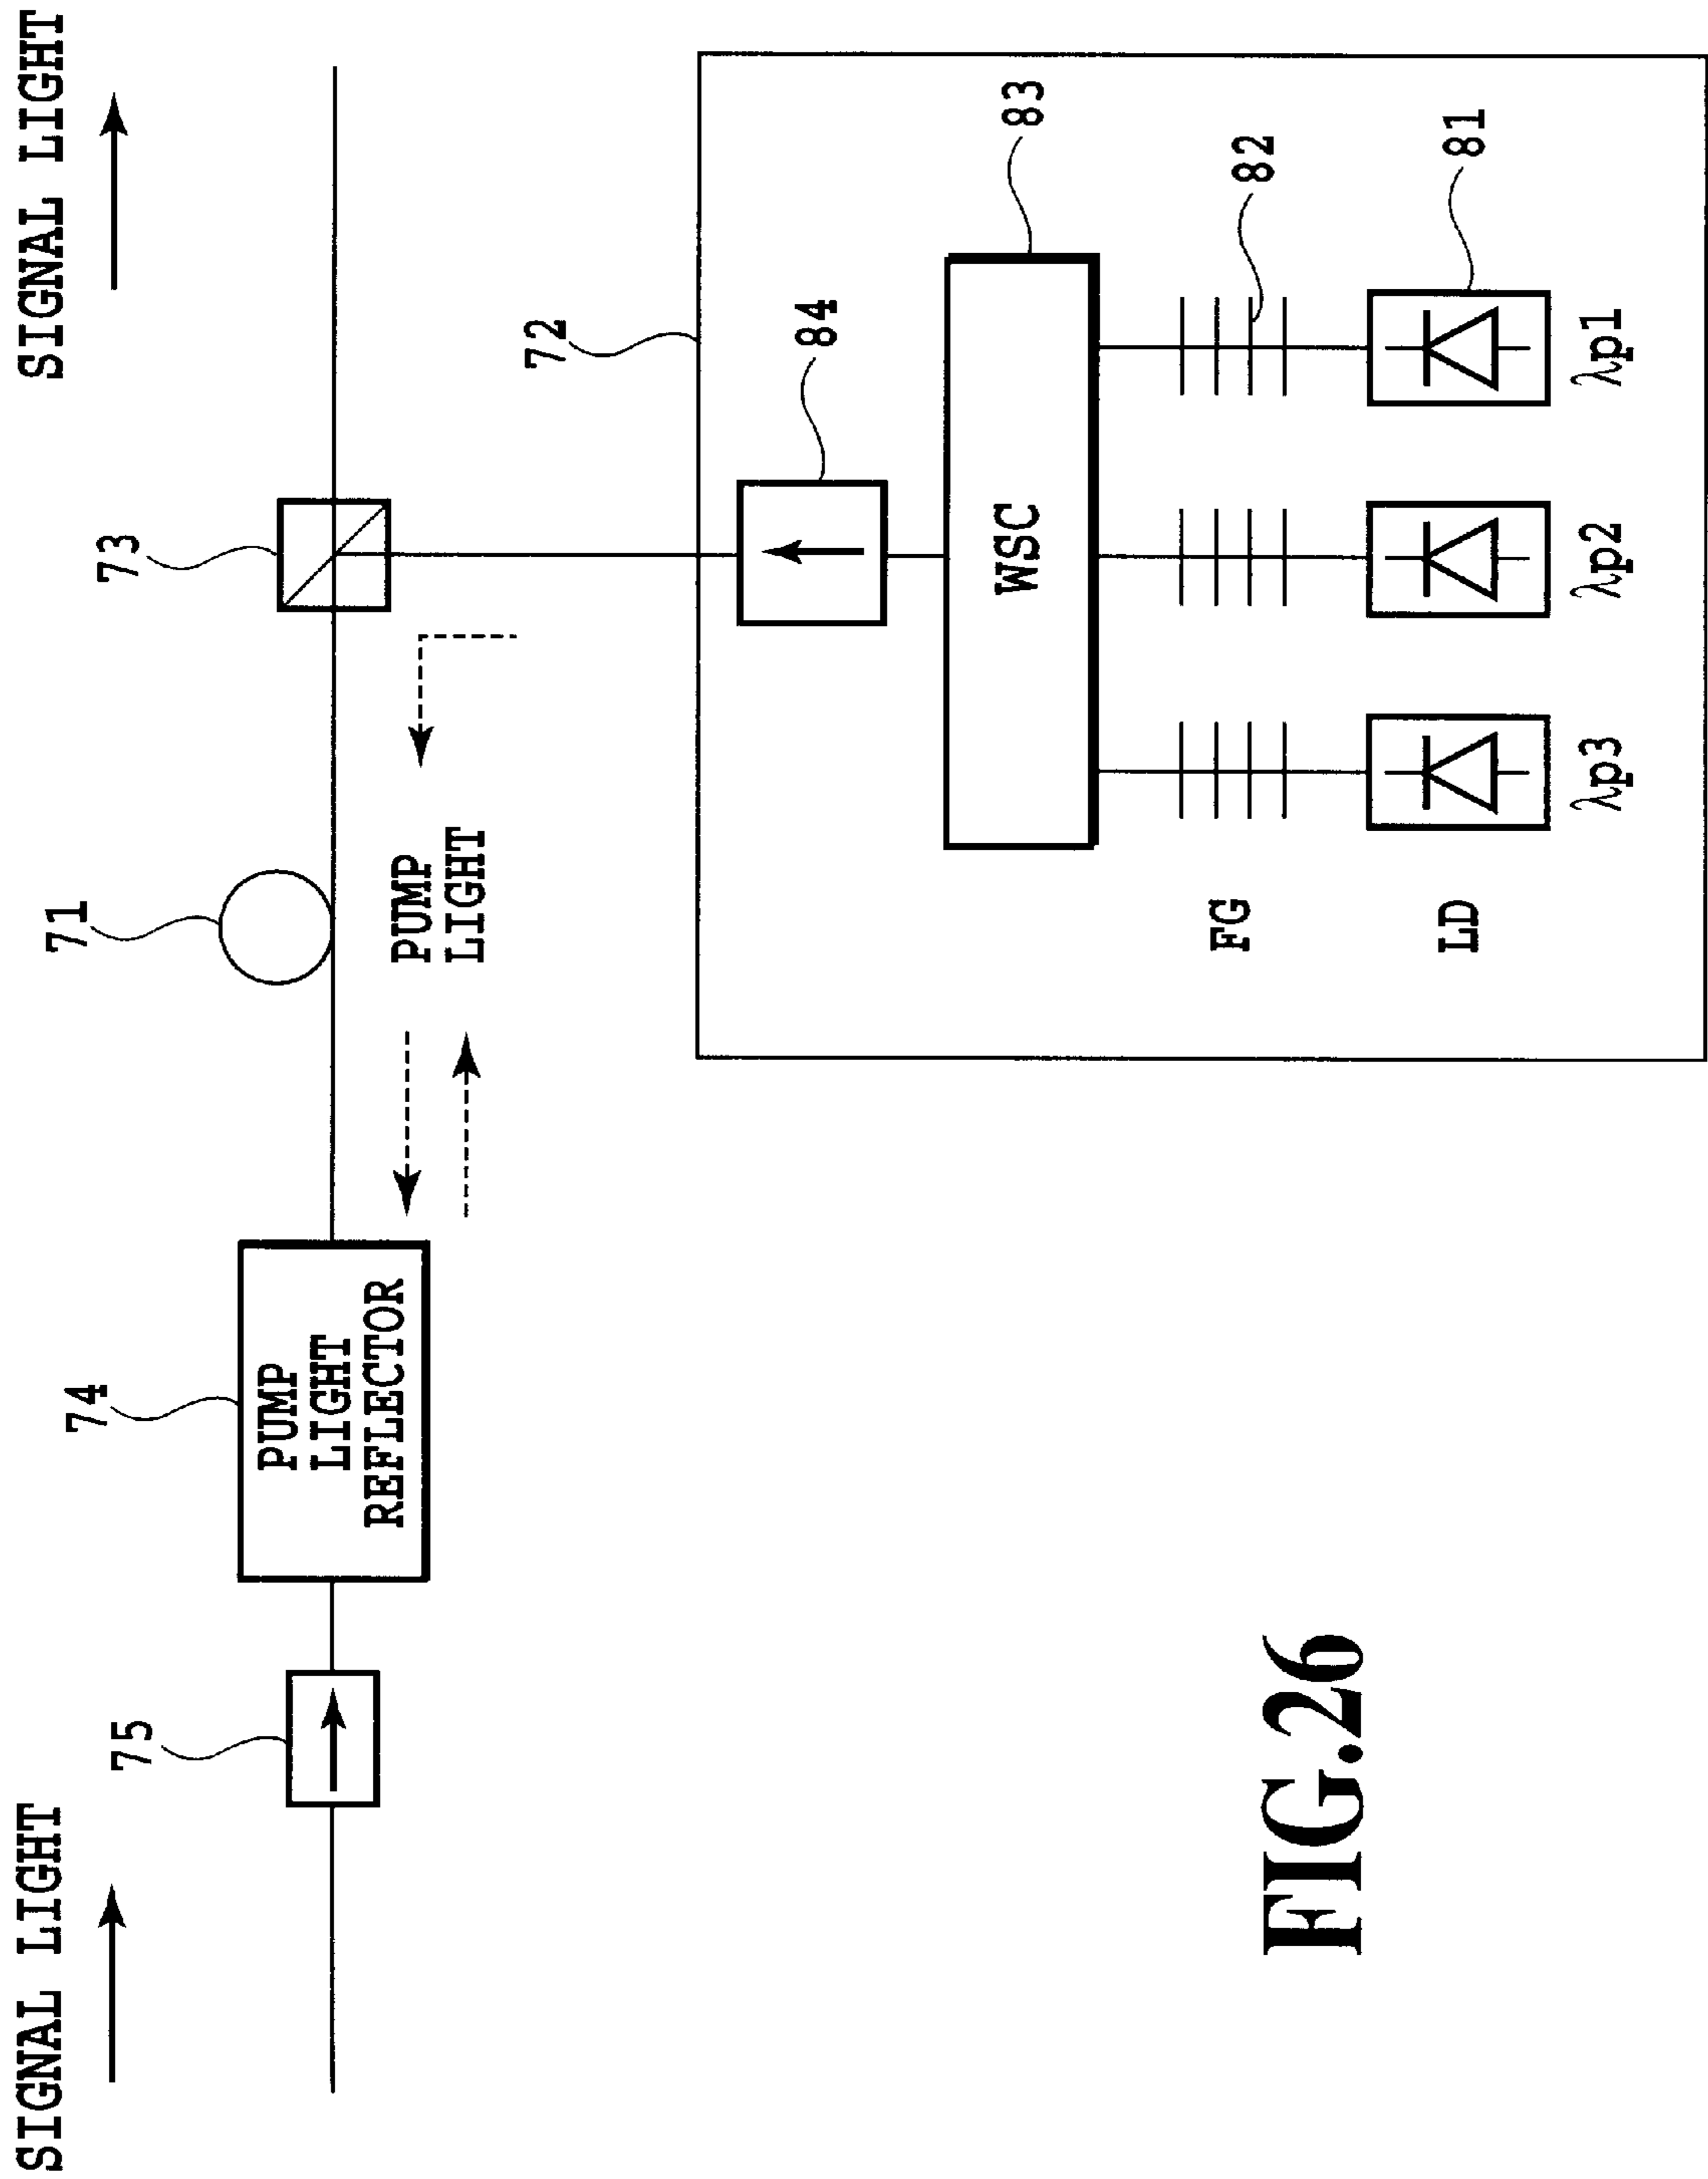 SIGNAL LIGHT
SIGNAL LIGHT
75
74
71
73
PUMP
LIGHT
REFLECTOR
PUMP
LIGHT
72
84
WSC
83
FG
82
LD
81
λp3
λp2
λp1
FIG.26